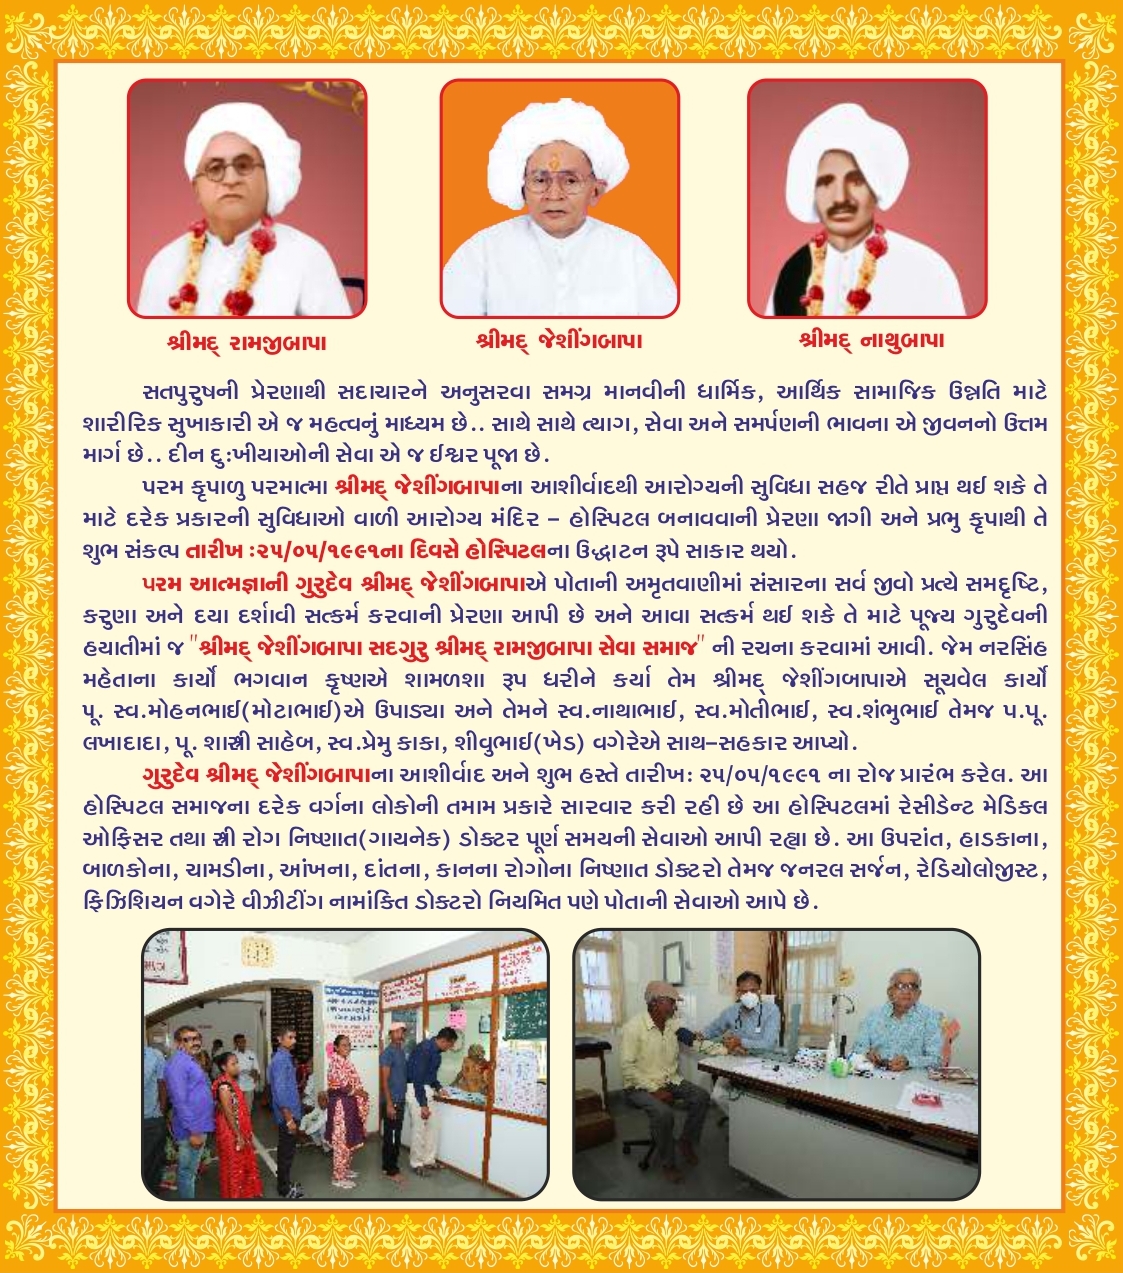 શ્રીમદ્ રામજીબાપા
શ્રીમદ્ જેશીંગબાપા
શ્રીમદ્ નાથુબાપા
સતપુરુષની પ્રેરણાથી સદાચારને અનુસરવા સમગ્ર માનવીની ધાર્મિક, આર્થિક સામાજિક ઉન્નતિ માટે
શારીરિક સુખાકારી એ જ મહત્વનું માધ્યમ છે.. સાથે સાથે ત્યાગ, સેવા અને સમર્પણની ભાવના એ જીવનનો ઉત્તમ
માર્ગ છે.. દીન દુ:ખીયાઓની સેવા એ જ ઈશ્વર પૂજા છે.
પરમ કૃપાળુ પરમાત્મા શ્રીમદ્ જેશીંગબાપાના આશીર્વાદથી આરોગ્યની સુવિધા સહજ રીતે પ્રાપ્ત થઈ શકે તે
માટે દરેક પ્રકારની સુવિધાઓ વાળી આરોગ્ય મંદિર – હોસ્પિટલ બનાવવાની પ્રેરણા જાગી અને પ્રભુ કૃપાથી તે
શુભ સંકલ્પ તારીખ :૨૫/૦૫/૧૯૯૧ના દિવસે હોસ્પિટલના ઉદ્ઘાટન રૂપે સાકાર થયો.
પરમ આત્મજ્ઞાની ગુરુદેવ શ્રીમદ્ જેશીંગબાપાએ પોતાની અમૃતવાણીમાં સંસારના સર્વ જીવો પ્રત્યે સમદૃષ્ટિ,
કરુણા અને દયા દર્શાવી સત્કર્મ કરવાની પ્રેરણા આપી છે અને આવા સત્કર્મ થઈ શકે તે માટે પૂજ્ય ગુરુદેવની
હયાતીમાં જ "શ્રીમદ્ જેશીંગબાપા સદગુરુ શ્રીમદ્ રામજીબાપા સેવા સમાજ" ની રચના કરવામાં આવી. જેમ નરસિંહ
મહેતાના કાર્યો ભગવાન કૃષ્ણએ શામળશા રૂપ ધરીને કર્યા તેમ શ્રીમદ્ જેશીંગબાપાએ સૂચવેલ કાર્યો
પૂ. સ્વ.મોહનભાઈ(મોટાભાઈ)એ ઉપાડ્યા અને તેમને સ્વ.નાથાભાઈ, સ્વ.મોતીભાઈ, સ્વ.શંભુભાઈ તેમજ પ.પૂ.
લખાદાદા, પૂ. શાસ્ત્રી સાહેબ, સ્વ.પ્રેમુ કાકા, શીવુભાઈ(ખેડ) વગેરેએ સાથ–સહકાર આપ્યો.
ગુરુદેવ શ્રીમદ્ જેશીંગબાપાના આશીર્વાદ અને શુભ હસ્તે તારીખ: ૨૫/૦૫/૧૯૯૧ ના રોજ પ્રારંભ કરેલ. આ
હોસ્પિટલ સમાજના દરેક વર્ગના લોકોની તમામ પ્રકારે સારવાર કરી રહી છે આ હોસ્પિટલમાં રેસીડેન્ટ મેડિકલ
ઓફિસર તથા સ્ત્રી રોગ નિષ્ણાત(ગાયનેક) ડોક્ટર પૂર્ણ સમયની સેવાઓ આપી રહ્યા છે. આ ઉપરાંત, હાડકાના,
બાળકોના, ચામડીના, આંખના, દાંતના, કાનના રોગોના નિષ્ણાત ડોક્ટરો તેમજ જનરલ સર્જન, રેડિયોલોજીસ્ટ,
ફિઝિશિયન વગેરે વીઝીટીંગ નામાંકિત ડોક્ટરો નિયમિત પણે પોતાની સેવાઓ આપે છે.